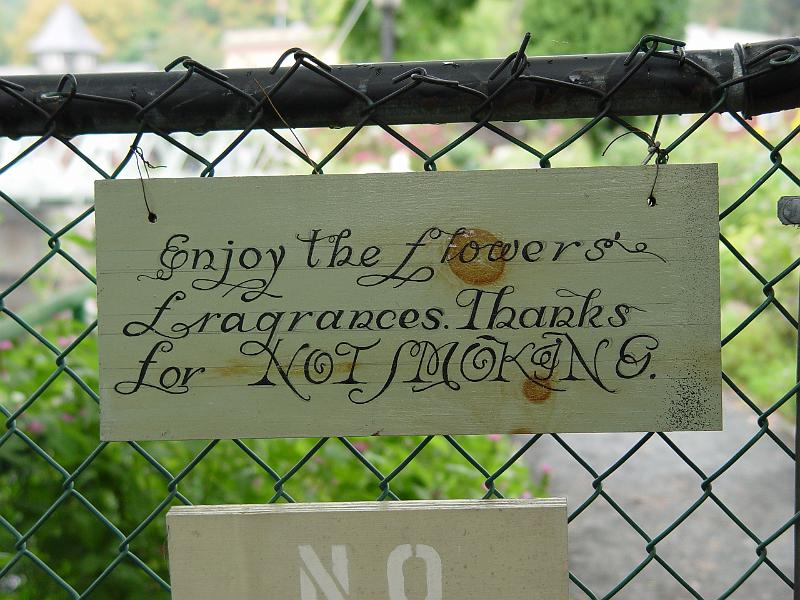 Enjoy the flowers'
fragrances. Thanks
for NOT SMOKING.
NO